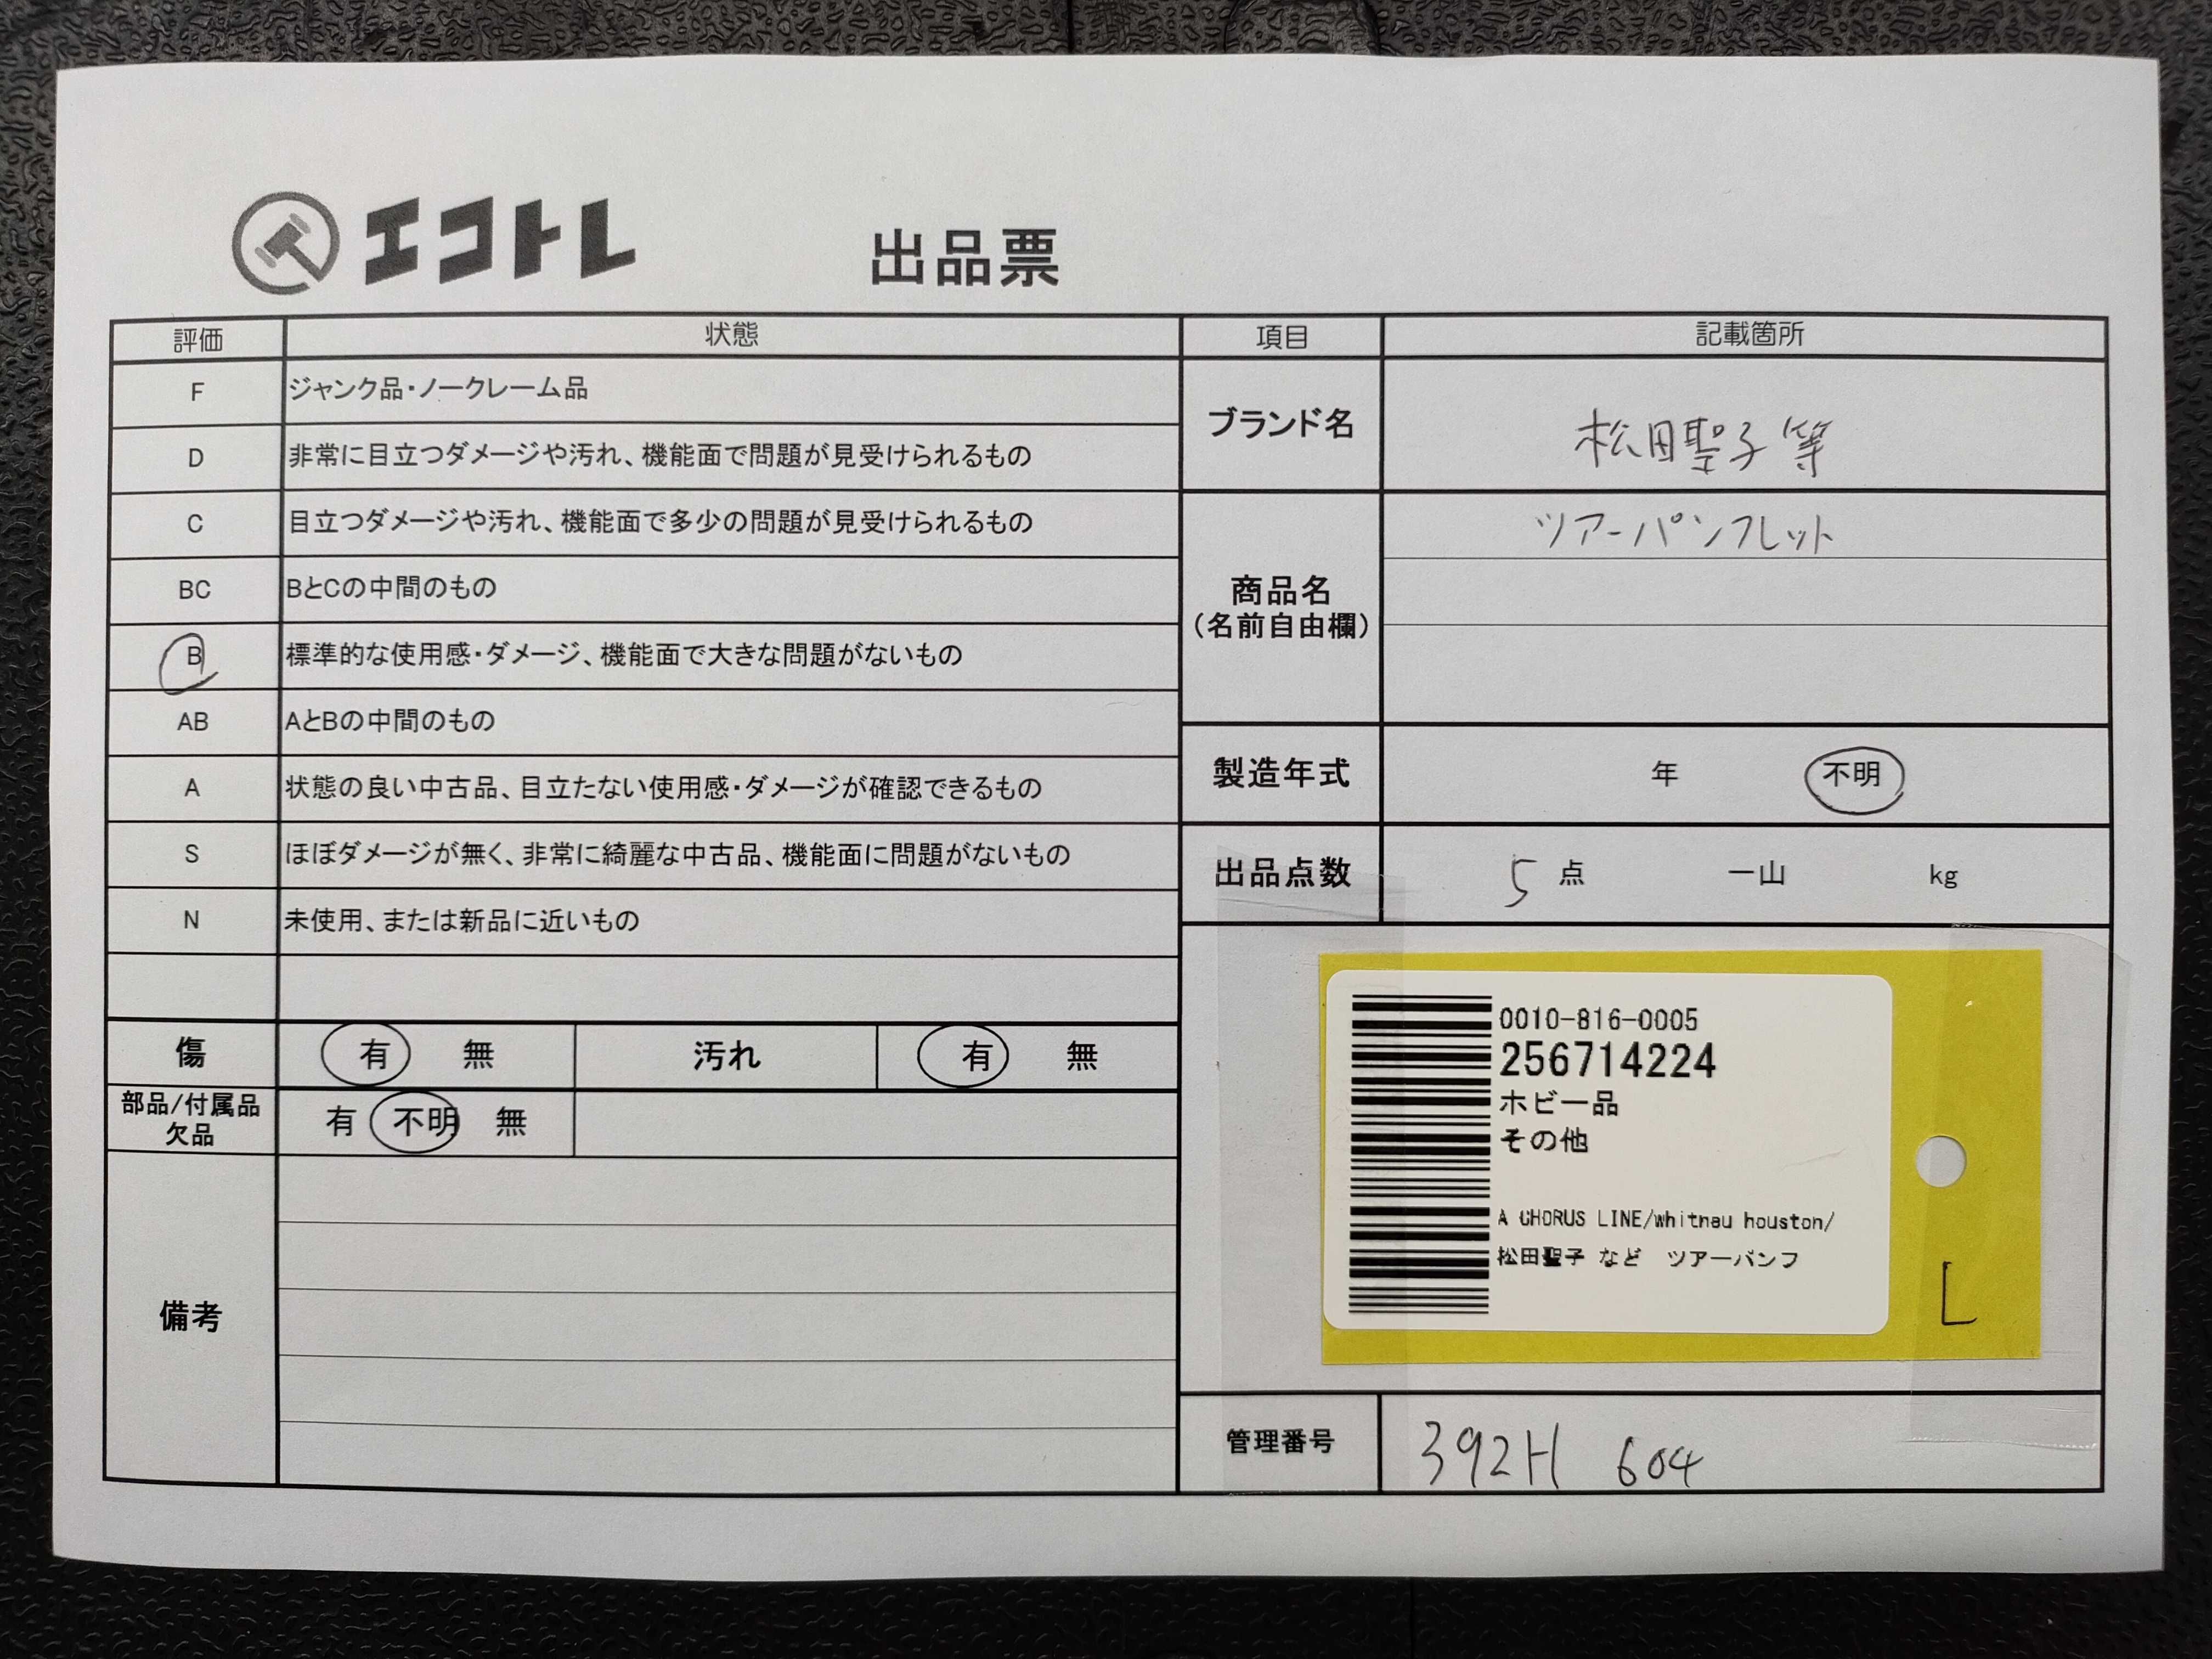 エコトレ 出品票
評価 状態
F ジャンク品・ノークレーム品
D 非常に目立つダメージや汚れ、機能面で問題が見受けられるもの
C 目立つダメージや汚れ、機能面で多少の問題が見受けられるもの
BC BとCの中間のもの
B 標準的な使用感・ダメージ、機能面で大きな問題がないもの
AB AとBの中間のもの
A 状態の良い中古品、目立たない使用感・ダメージが確認できるもの
S ほぼダメージが無く、非常に綺麗な中古品、機能面に問題がないもの
N 未使用、または新品に近いもの
傷 有 無 汚れ 有 無
部品/付属品
欠品 有 不明 無
備考
項目 記載箇所
ブランド名 松田聖子等
商品名
(名前自由欄)
ツアーパンフレット
製造年式 年 不明
出品点数 5 点 一山 kg
0010-816-0005
256714224
ホビー品
その他
A CHORUS LINE/whitnau houston/
松田聖子 など ツアーパンフ
L
管理番号 392H 604